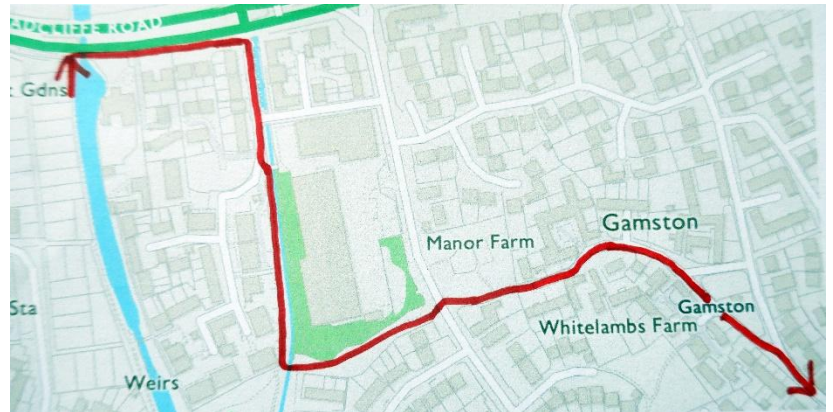 ADCLIFFE ROAD
Gdns
Gamston
Manor Farm
Gamston
Sta
Whitelambs Farm
Weirs